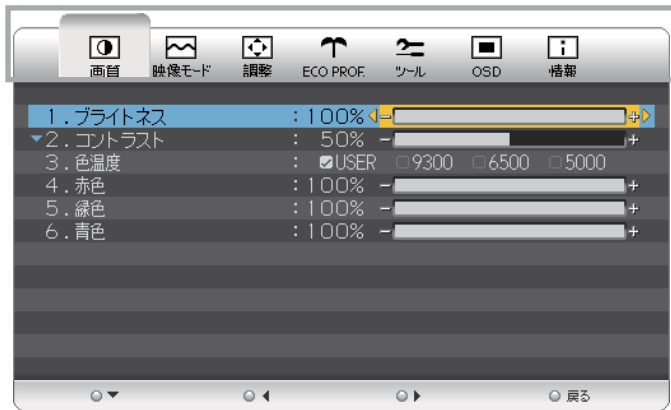 画質 映像モード 調整 ECO PROF. ツール OSD 情報
1.ブライトネス :100% - +
2.コントラスト : 50% - +
3.色温度 : USER 9300 6500 5000
4.赤色 :100% - +
5.緑色 :100% - +
6.青色 :100% - +
戻る